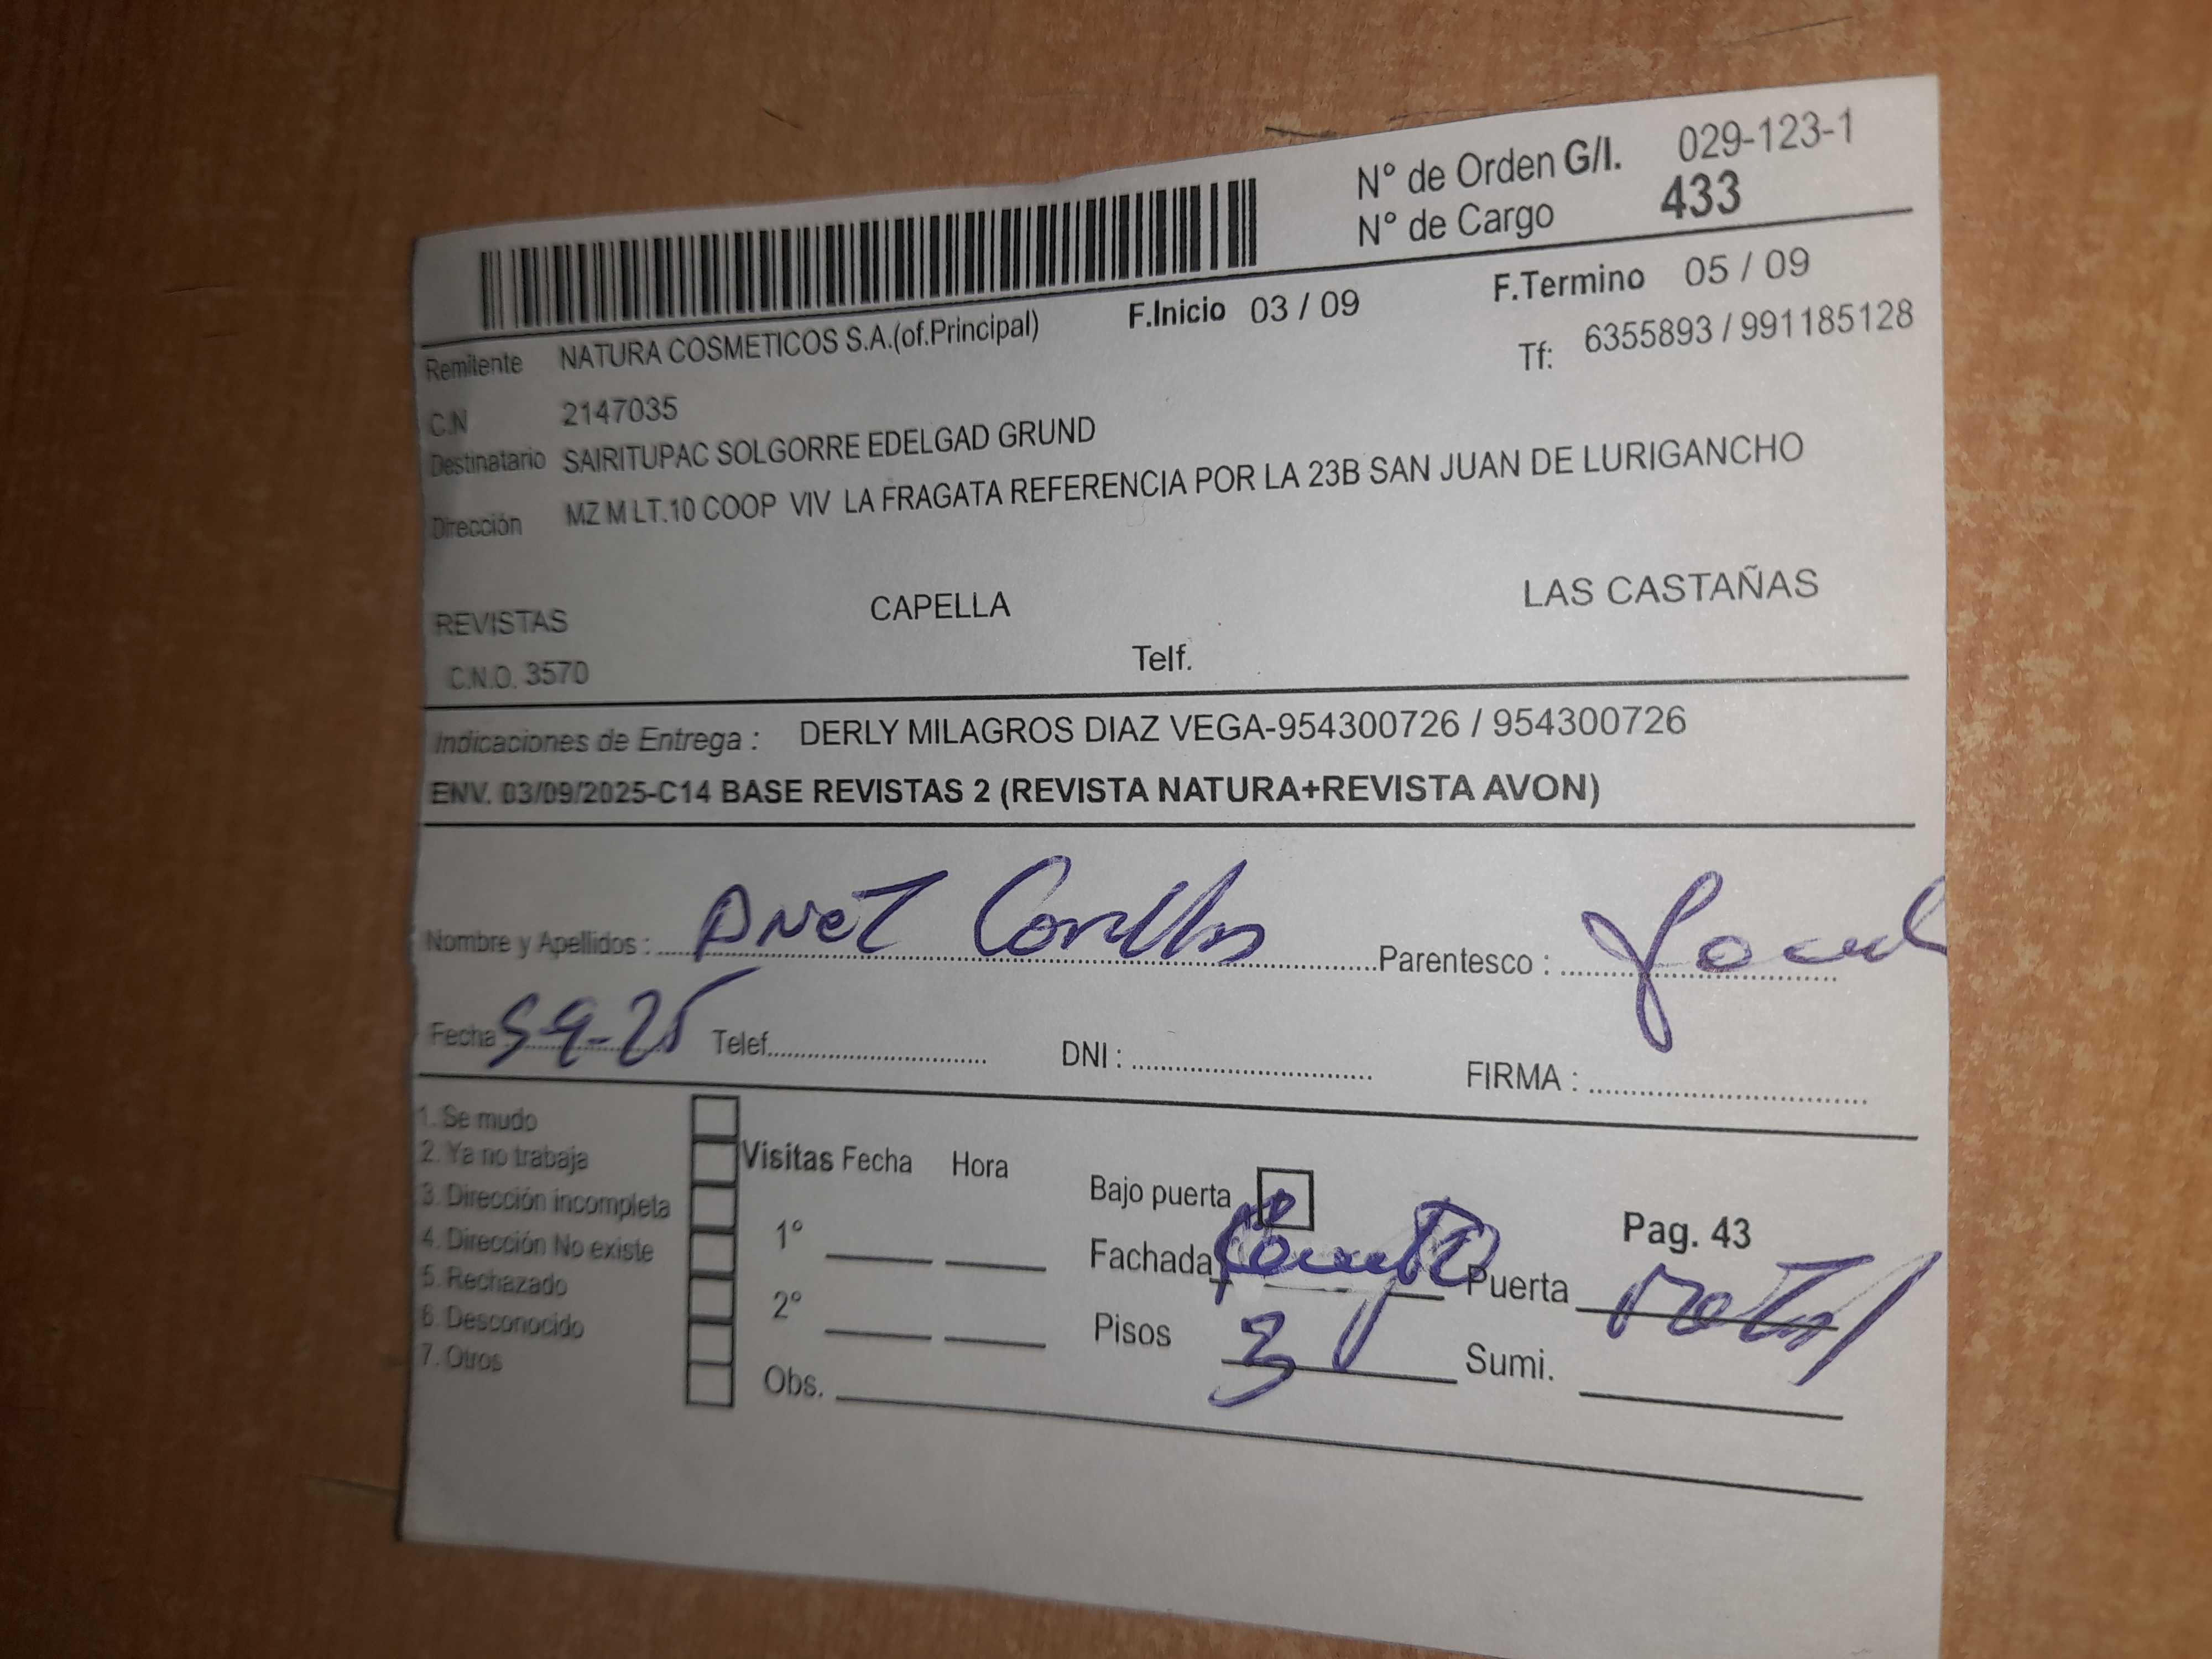 N° de Orden G/I. 029-123-1
N° de Cargo 433
F.Inicio 03 / 09 F.Termino 05 / 09
Remitente NATURA COSMETICOS S.A.(of.Principal) Tf: 6355893 / 991185128
C.N 2147035
Destinatario SAIRITUPAC SOLGORRE EDELGAD GRUND
Dirección MZ M LT.10 COOP VIV LA FRAGATA REFERENCIA POR LA 23B SAN JUAN DE LURIGANCHO
REVISTAS CAPELLA LAS CASTAÑAS
C.N.O. 3570 Telf.
Indicaciones de Entrega : DERLY MILAGROS DIAZ VEGA-954300726 / 954300726
ENV. 03/09/2025-C14 BASE REVISTAS 2 (REVISTA NATURA+REVISTA AVON)
Nombre y Apellidos : Parentesco :
Fecha 5 9-25 Telef. DNI : FIRMA :
1. Se mudo
2. Ya no trabaja
3. Dirección incompleta
4. Dirección No existe
5. Rechazado
6. Desconocido
7. Otros
Visitas Fecha Hora
1°
2°
Obs.
Bajo puerta Pag. 43
Fachada Puerta
Pisos 3 Sumi.